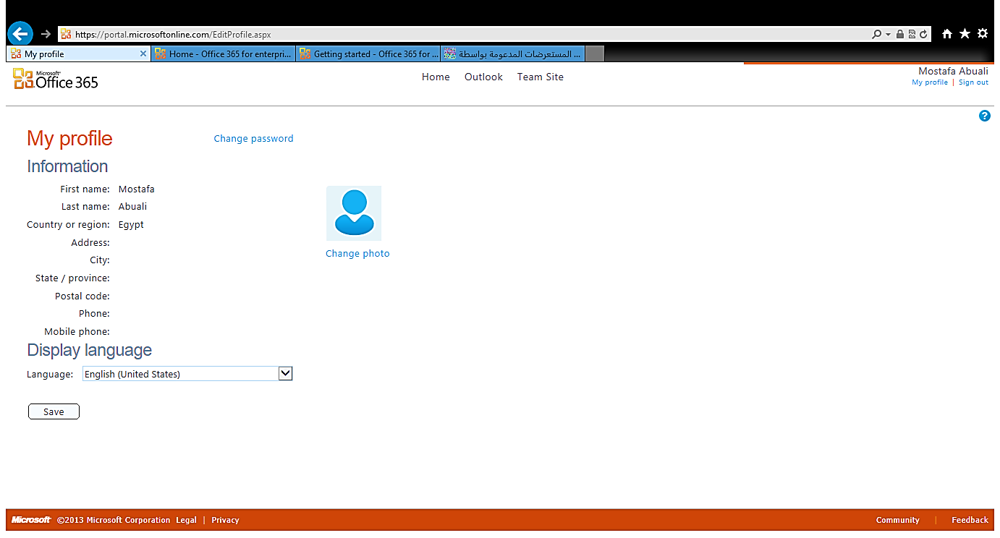 https://portal.microsoftonline.com/EditProfile.aspx
My profile
Home - Office 365 for enterpri...
Getting started - Office 365 for ...
المستعرضات المدعومة بواسطة ...
Microsoft
Office 365
Home Outlook Team Site
Mostafa Abuali
My profile | Sign out
?
My profile
Change password
Information
First name: Mostafa
Last name: Abuali
Country or region: Egypt
Address:
City:
State / province:
Postal code:
Phone:
Mobile phone:
Change photo
Display language
Language: English (United States)
Save
Microsoft ©2013 Microsoft Corporation Legal | Privacy
Community | Feedback